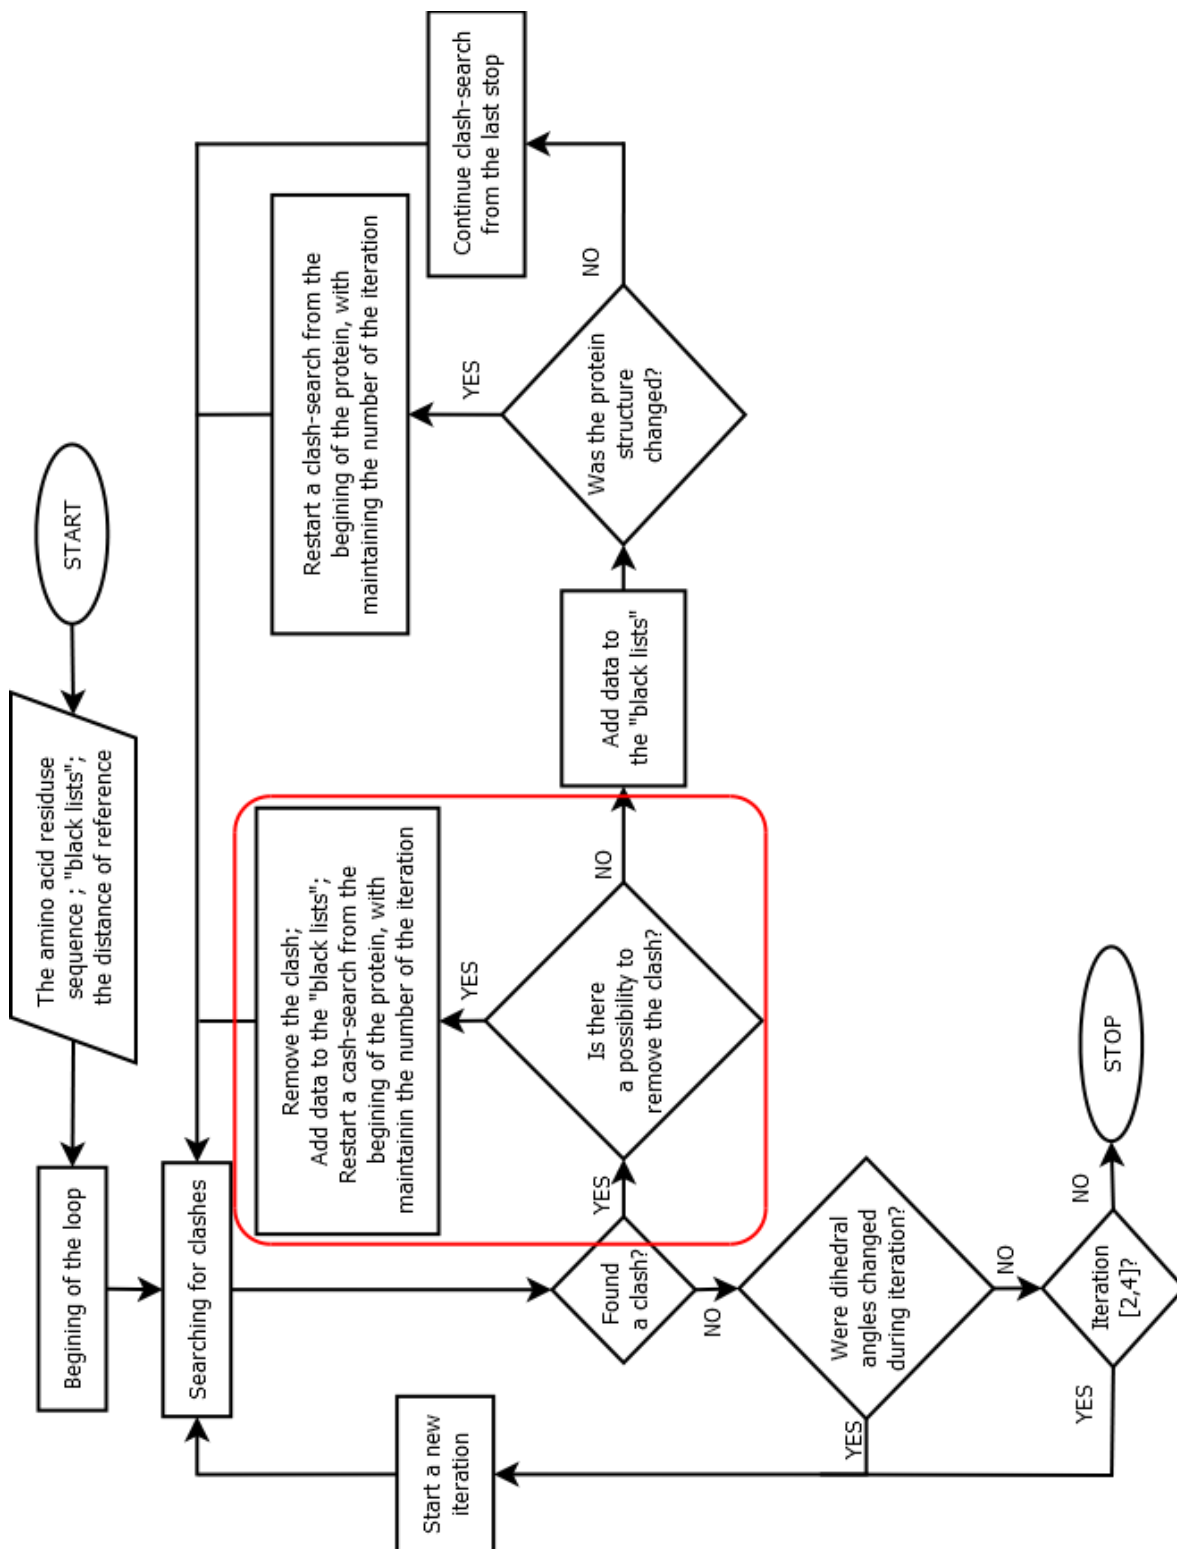 START
The amino acid residuse
sequence ; "black lists";
the distance of reference
Begining of the loop
Searching for clashes
Found
a clash?
YES
NO
Is there
a possibility to
remove the clash?
YES
NO
Remove the clash;
Add data to the "black lists";
Restart a cash-search from the
begining of the protein, with
maintainin the number of the iteration
Add data to
the "black lists"
Was the protein
structure
changed?
YES
NO
Restart a clash-search from the
begining of the protein, with
maintaining the number of the iteration
Continue clash-search
from the last stop
Were dihedral
angles changed
during iteration?
YES
NO
Iteration
[2,4]?
YES
NO
Start a new
iteration
STOP